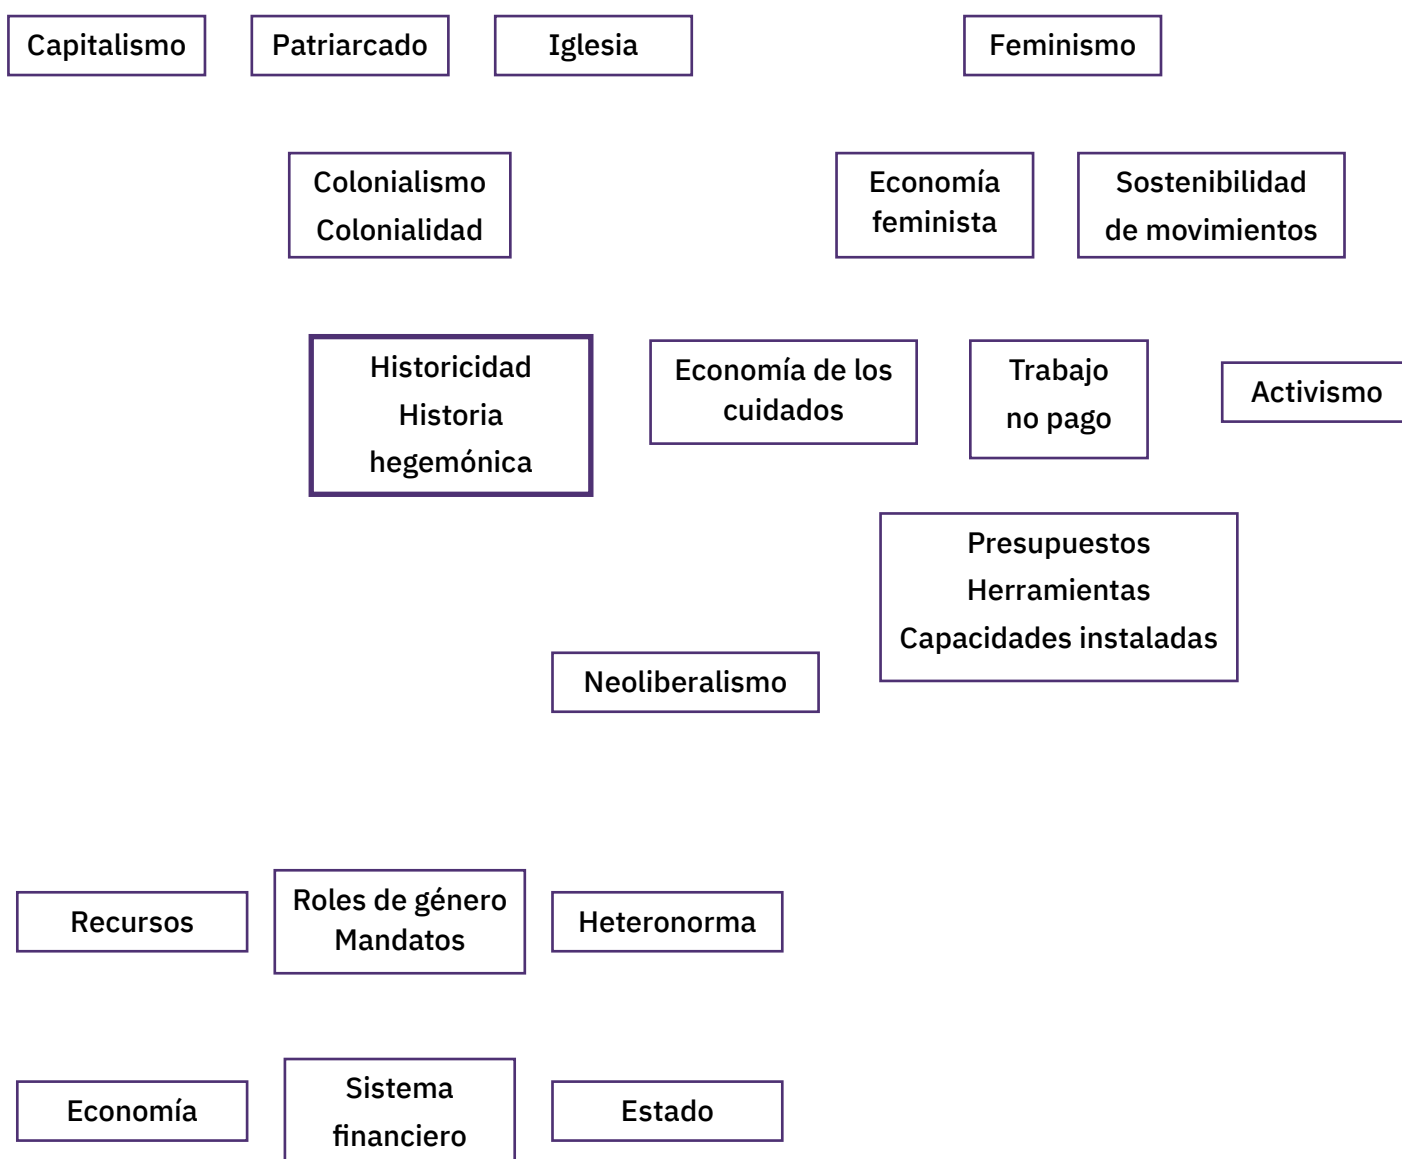 Capitalismo
Patriarcado
Iglesia
Feminismo
Colonialismo
Colonialidad
Economía
feminista
Sostenibilidad
de movimientos
Historicidad
Historia
hegemónica
Economía de los
cuidados
Trabajo
no pago
Activismo
Presupuestos
Herramientas
Capacidades instaladas
Neoliberalismo
Recursos
Roles de género
Mandatos
Heteronorma
Economía
Sistema
financiero
Estado